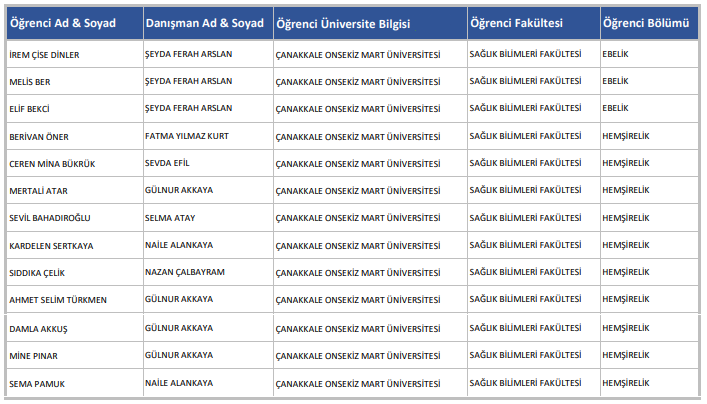 Öğrenci Ad & Soyad Danışman Ad & Soyad Öğrenci Üniversite Bilgisi Öğrenci Fakültesi Öğrenci Bölümü
İREM ÇİSE DİNLER ŞEYDA FERAH ARSLAN ÇANAKKALE ONSEKİZ MART ÜNİVERSİTESİ SAĞLIK BİLİMLERİ FAKÜLTESİ EBELİK
MELİS BER ŞEYDA FERAH ARSLAN ÇANAKKALE ONSEKİZ MART ÜNİVERSİTESİ SAĞLIK BİLİMLERİ FAKÜLTESİ EBELİK
ELİF BEKCİ ŞEYDA FERAH ARSLAN ÇANAKKALE ONSEKİZ MART ÜNİVERSİTESİ SAĞLIK BİLİMLERİ FAKÜLTESİ EBELİK
BERİVAN ÖNER FATMA YILMAZ KURT ÇANAKKALE ONSEKİZ MART ÜNİVERSİTESİ SAĞLIK BİLİMLERİ FAKÜLTESİ HEMŞİRELİK
CEREN MİNA BÜKRÜK SEVDA EFİL ÇANAKKALE ONSEKİZ MART ÜNİVERSİTESİ SAĞLIK BİLİMLERİ FAKÜLTESİ HEMŞİRELİK
MERTALİ ATAR GÜLNUR AKKAYA ÇANAKKALE ONSEKİZ MART ÜNİVERSİTESİ SAĞLIK BİLİMLERİ FAKÜLTESİ HEMŞİRELİK
SEVİL BAHADIROĞLU SELMA ATAY ÇANAKKALE ONSEKİZ MART ÜNİVERSİTESİ SAĞLIK BİLİMLERİ FAKÜLTESİ HEMŞİRELİK
KARDELEN SERTKAYA NAİLE ALANKAYA ÇANAKKALE ONSEKİZ MART ÜNİVERSİTESİ SAĞLIK BİLİMLERİ FAKÜLTESİ HEMŞİRELİK
SIDDIKA ÇELİK NAZAN ÇALBAYRAM ÇANAKKALE ONSEKİZ MART ÜNİVERSİTESİ SAĞLIK BİLİMLERİ FAKÜLTESİ HEMŞİRELİK
AHMET SELİM TÜRKMEN GÜLNUR AKKAYA ÇANAKKALE ONSEKİZ MART ÜNİVERSİTESİ SAĞLIK BİLİMLERİ FAKÜLTESİ HEMŞİRELİK
DAMLA AKKUŞ GÜLNUR AKKAYA ÇANAKKALE ONSEKİZ MART ÜNİVERSİTESİ SAĞLIK BİLİMLERİ FAKÜLTESİ HEMŞİRELİK
MİNE PINAR GÜLNUR AKKAYA ÇANAKKALE ONSEKİZ MART ÜNİVERSİTESİ SAĞLIK BİLİMLERİ FAKÜLTESİ HEMŞİRELİK
SEMA PAMUK NAİLE ALANKAYA ÇANAKKALE ONSEKİZ MART ÜNİVERSİTESİ SAĞLIK BİLİMLERİ FAKÜLTESİ HEMŞİRELİK